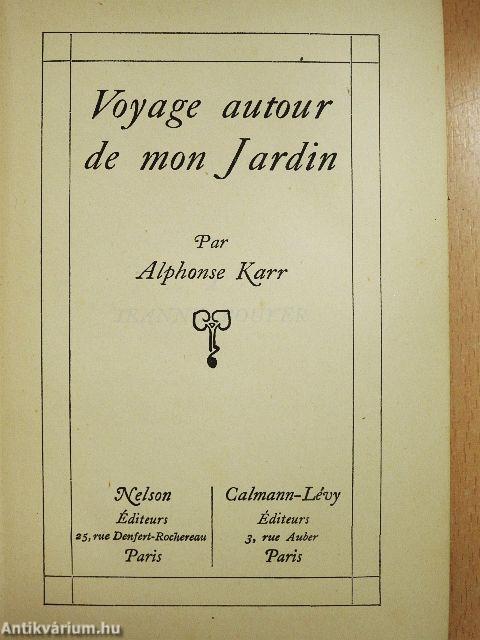 Voyage autour
de mon Jardin
Par
Alphonse Karr
Nelson
Éditeurs
25, rue Denfert-Rochereau
Paris
Calmann-Lévy
Éditeurs
3, rue Auber
Paris
Antikvárium.hu